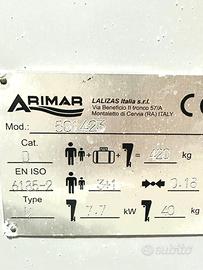 ARIMAR
LALIZAS Italia s.r.l.
Via Beneficio II tronco 57/A
Montaletto di Cervia (RA) ITALY
CE
Mod.:
Cat. + + = 420 kg
D
EN ISO
6185-2 3+1 0.18
Type
7.7 kW 40 kg
subito